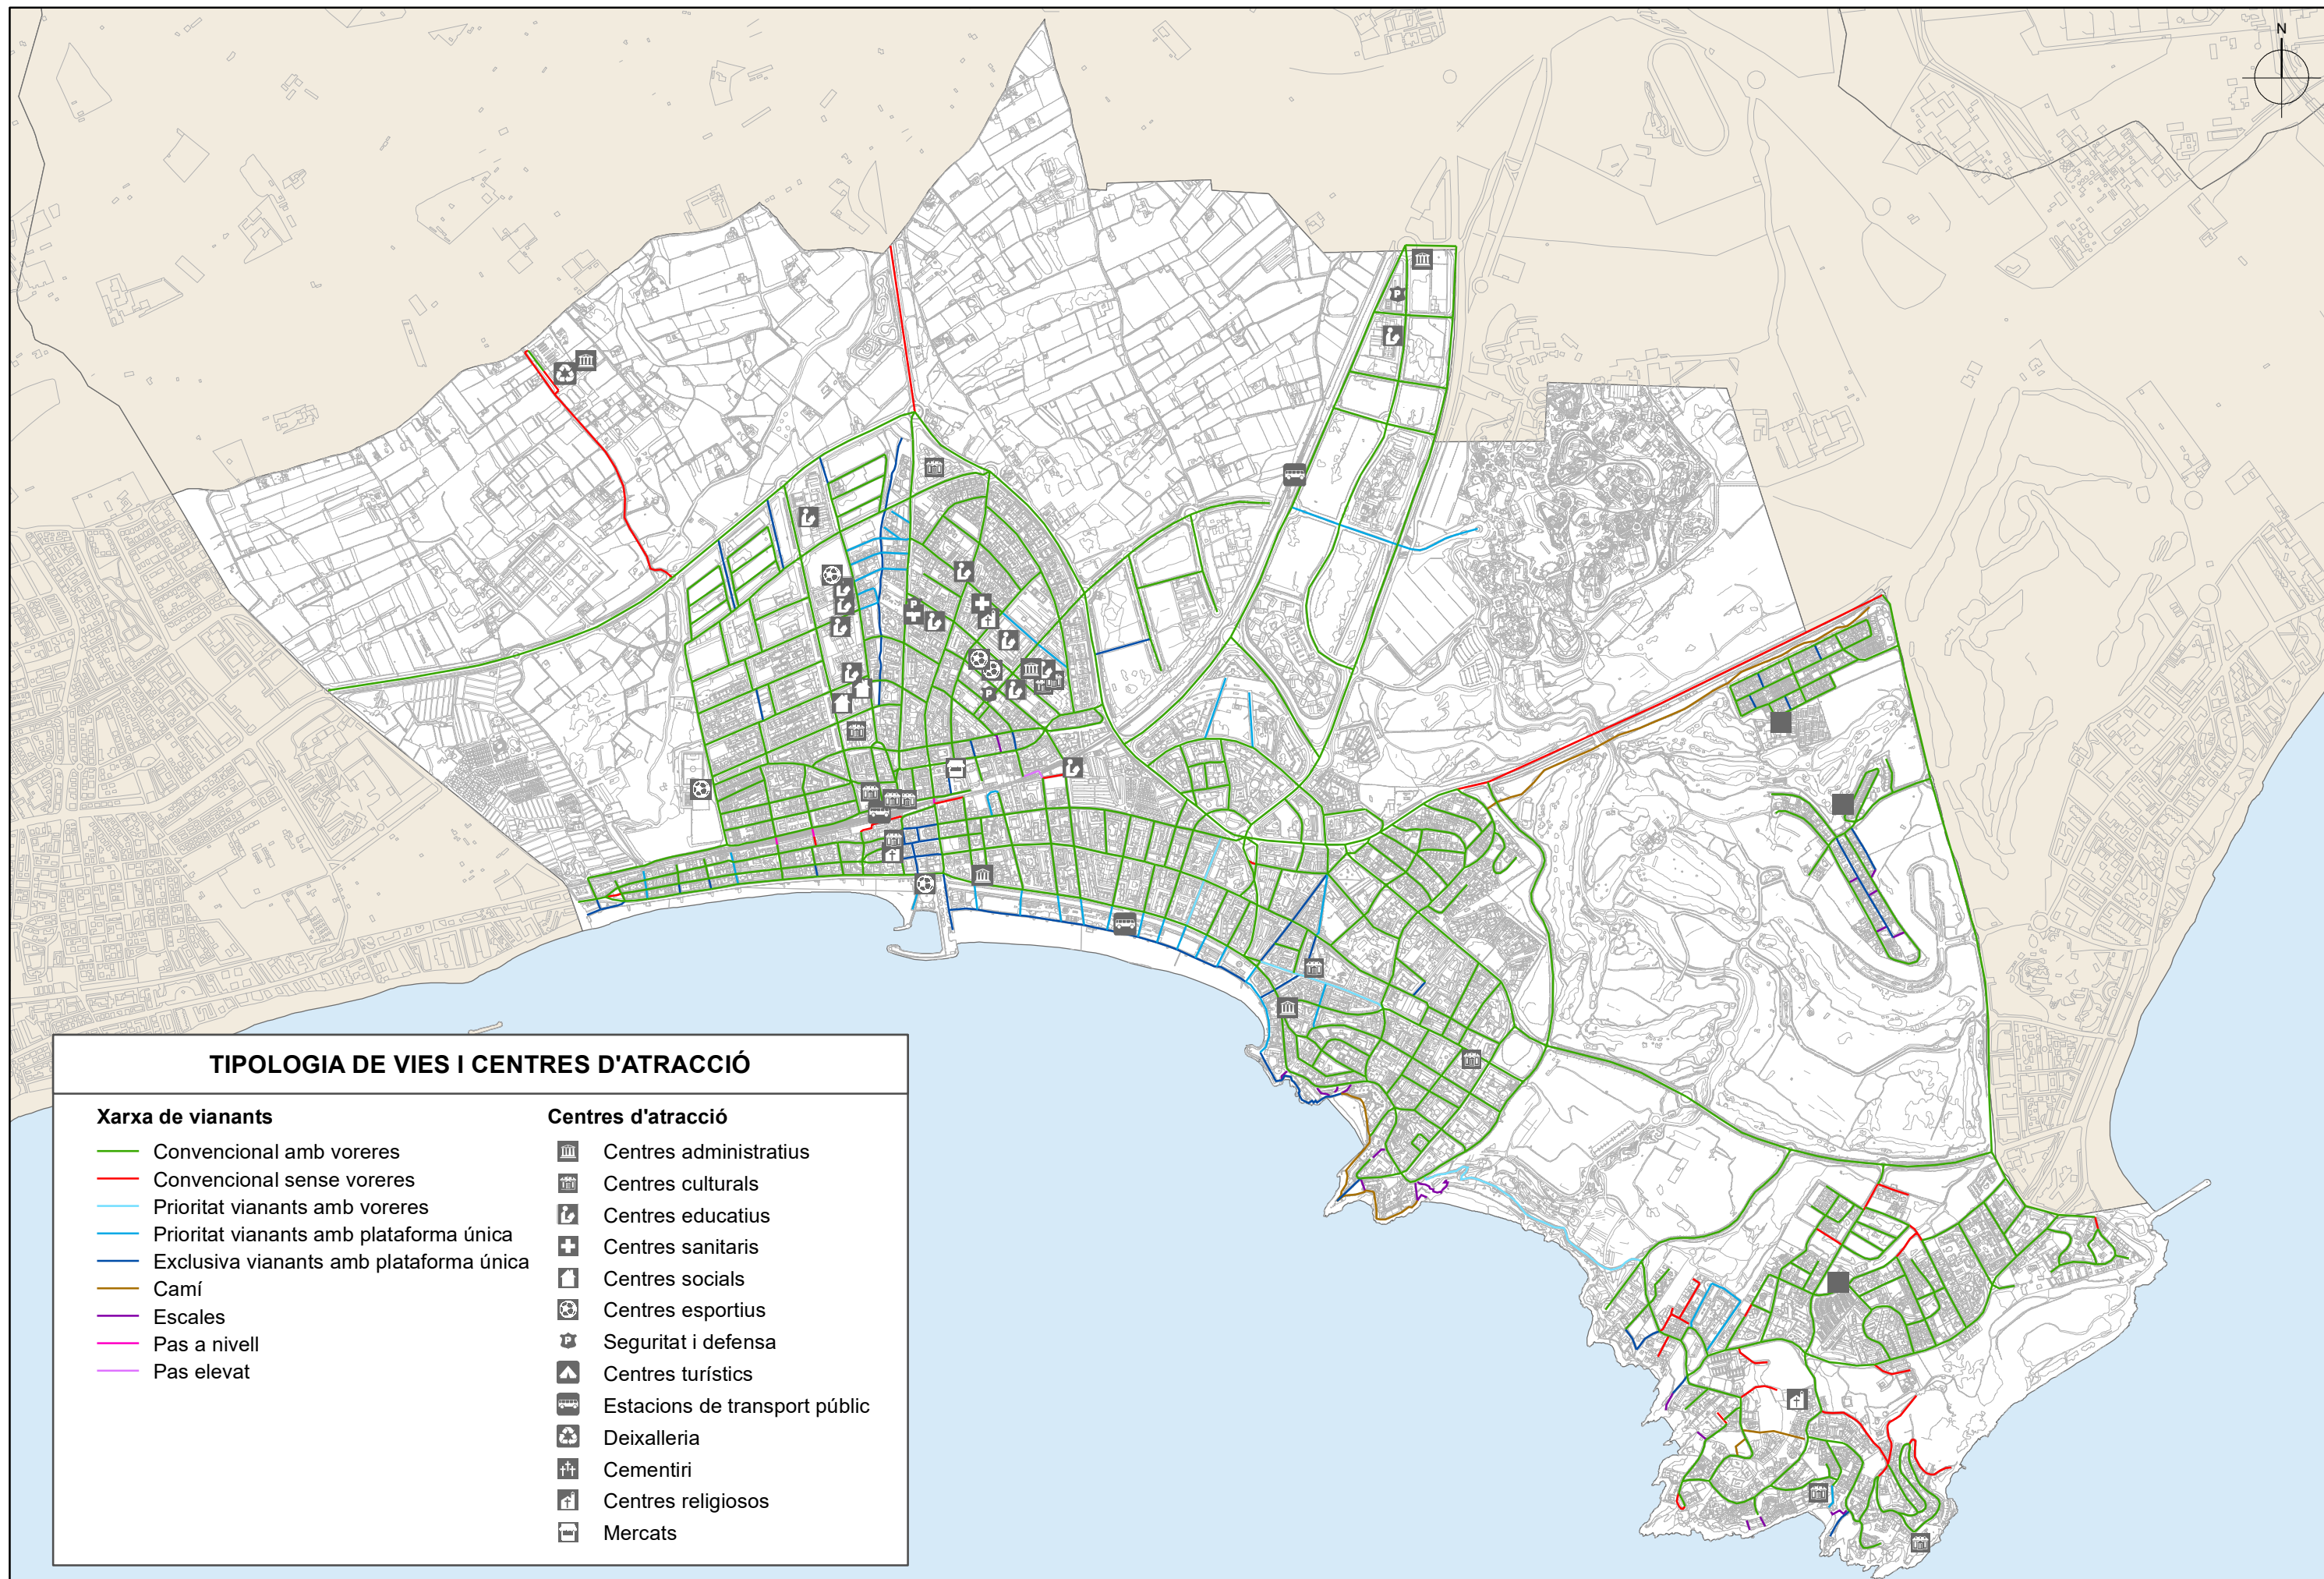 N
TIPOLOGIA DE VIES I CENTRES D'ATRACCIÓ
Xarxa de vianants
Convencional amb voreres
Convencional sense voreres
Prioritat vianants amb voreres
Prioritat vianants amb plataforma única
Exclusiva vianants amb plataforma única
Camí
Escales
Pas a nivell
Pas elevat
Centres d'atracció
Centres administratius
Centres culturals
Centres educatius
Centres sanitaris
Centres socials
Centres esportius
Seguritat i defensa
Centres turístics
Estacions de transport públic
Deixalleria
Cementiri
Centres religiosos
Mercats